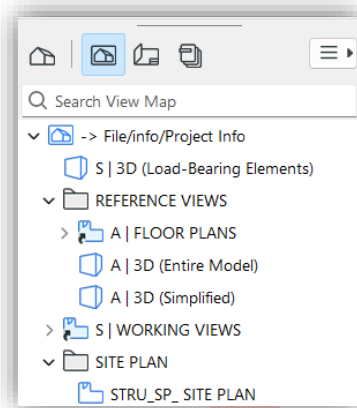 Search View Map
-> File/info/Project Info
S | 3D (Load-Bearing Elements)
REFERENCE VIEWS
A | FLOOR PLANS
A | 3D (Entire Model)
A | 3D (Simplified)
S | WORKING VIEWS
SITE PLAN
STRU_SP_ SITE PLAN